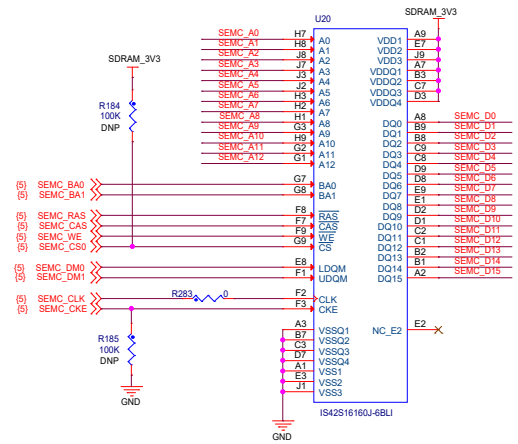 U20
SDRAM_3V3
SEMC_A0 H7 A0
SEMC_A1 H8 A1
SEMC_A2 J8 A2
SEMC_A3 J7 A3
SEMC_A4 J3 A4
SEMC_A5 J2 A5
SEMC_A6 H3 A6
SEMC_A7 H2 A7
SEMC_A8 H1 A8
SEMC_A9 G3 A9
SEMC_A10 H9 A10
SEMC_A11 G2 A11
SEMC_A12 G1 A12
A9 VDD1
E7 VDD2
J9 VDD3
A7 VDDQ1
B3 VDDQ2
C7 VDDQ3
D3 VDDQ4
SDRAM_3V3
R184
100K
DNP
DQ0 A8 SEMC_D0
DQ1 B9 SEMC_D1
DQ2 B8 SEMC_D2
DQ3 C9 SEMC_D3
DQ4 C8 SEMC_D4
DQ5 D9 SEMC_D5
DQ6 D8 SEMC_D6
DQ7 E9 SEMC_D7
DQ8 E1 SEMC_D8
DQ9 D2 SEMC_D9
DQ10 D1 SEMC_D10
DQ11 C2 SEMC_D11
DQ12 C1 SEMC_D12
DQ13 B2 SEMC_D13
DQ14 B1 SEMC_D14
DQ15 A2 SEMC_D15
{5} SEMC_BA0 G7 BA0
{5} SEMC_BA1 G8 BA1
{5} SEMC_RAS F8 RAS
{5} SEMC_CAS F7 CAS
{5} SEMC_WE F9 WE
{5} SEMC_CS0 G9 CS
{5} SEMC_DM0 E8 LDQM
{5} SEMC_DM1 F1 UDQM
{5} SEMC_CLK R283 0 F2 CLK
{5} SEMC_CKE F3 CKE
R185
100K
DNP
GND
A3 VSSQ1
B7 VSSQ2
C3 VSSQ3
D7 VSSQ4
A1 VSS1
E3 VSS2
J1 VSS3
NC_E2 E2
GND
IS42S16160J-6BLI